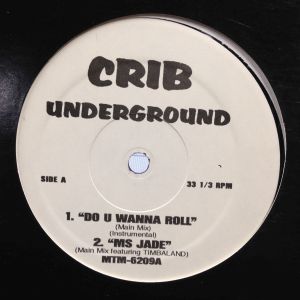 CRIB
UNDERGROUND
SIDE A
33 1/3 RPM
1. "DO U WANNA ROLL"
(Main Mix)
(Instrumental)
2. "MS JADE"
(Main Mix featuring TIMBALAND)
MTM-6209A